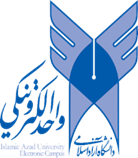 واحد الکترونیکی
Islamic Azad University
Electronic Campus
دانشگاه آزاد اسلامی